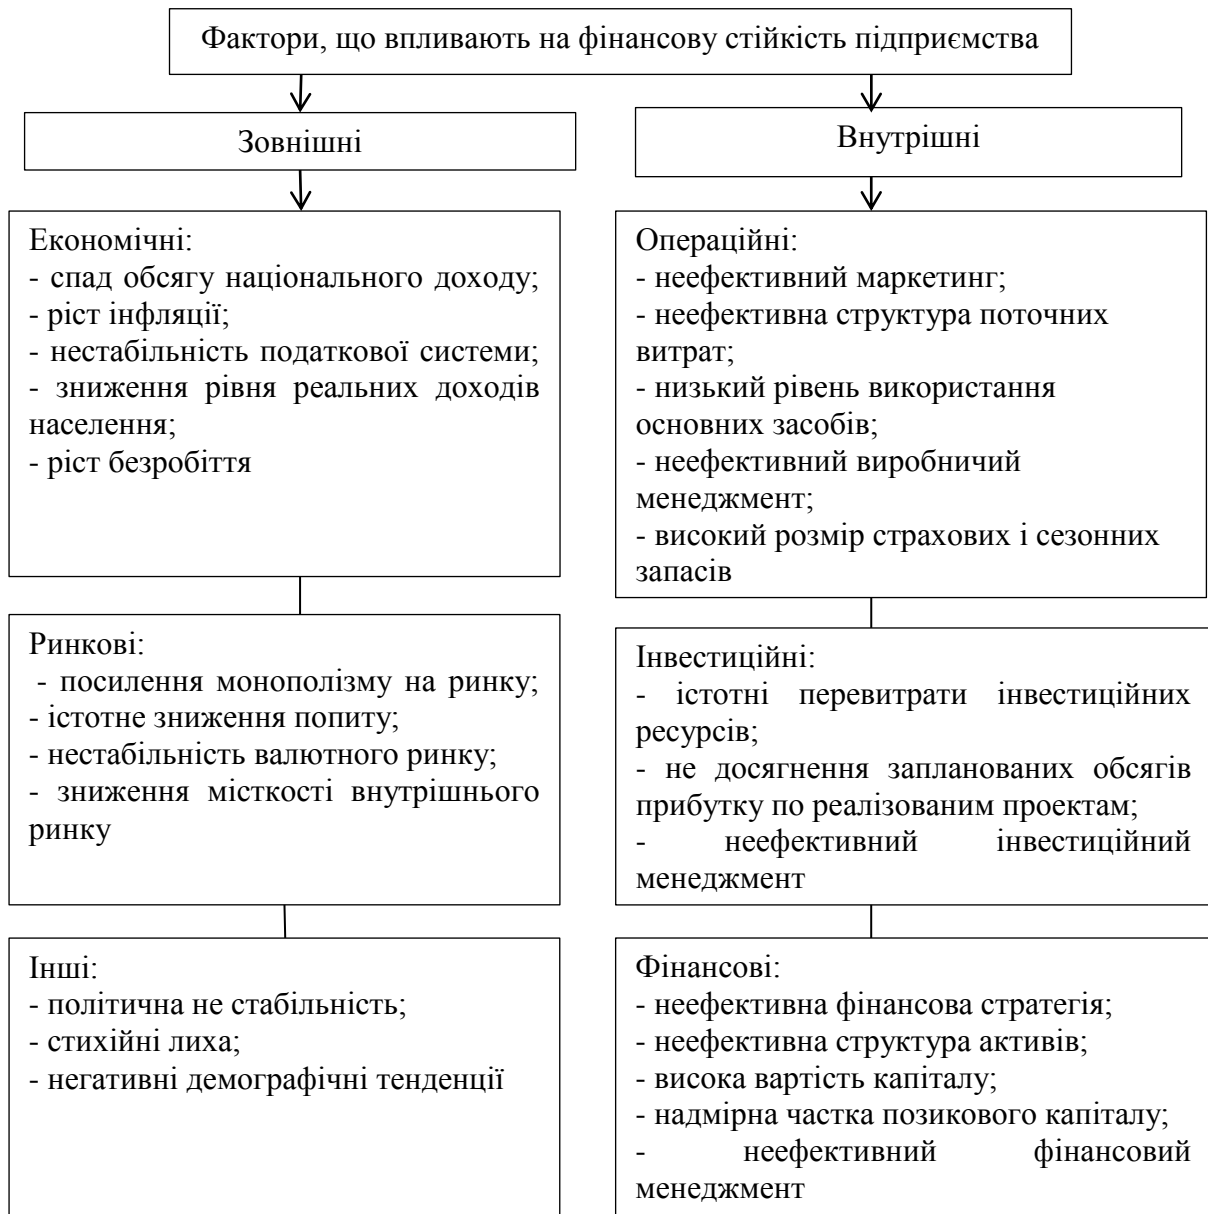 Фактори, що впливають на фінансову стійкість підприємства
Зовнішні
Економічні:
- спад обсягу національного доходу;
- ріст інфляції;
- нестабільність податкової системи;
- зниження рівня реальних доходів
населення;
- ріст безробіття
Ринкові:
- посилення монополізму на ринку;
- істотне зниження попиту;
- нестабільність валютного ринку;
- зниження місткості внутрішнього
ринку
Інші:
- політична не стабільність;
- стихійні лиха;
- негативні демографічні тенденції
Внутрішні
Операційні:
- неефективний маркетинг;
- неефективна структура поточних
витрат;
- низький рівень використання
основних засобів;
- неефективний виробничий
менеджмент;
- високий розмір страхових і сезонних
запасів
Інвестиційні:
- істотні перевитрати інвестиційних
ресурсів;
- не досягнення запланованих обсягів
прибутку по реалізованим проектам;
- неефективний інвестиційний
менеджмент
Фінансові:
- неефективна фінансова стратегія;
- неефективна структура активів;
- висока вартість капіталу;
- надмірна частка позикового капіталу;
- неефективний фінансовий
менеджмент